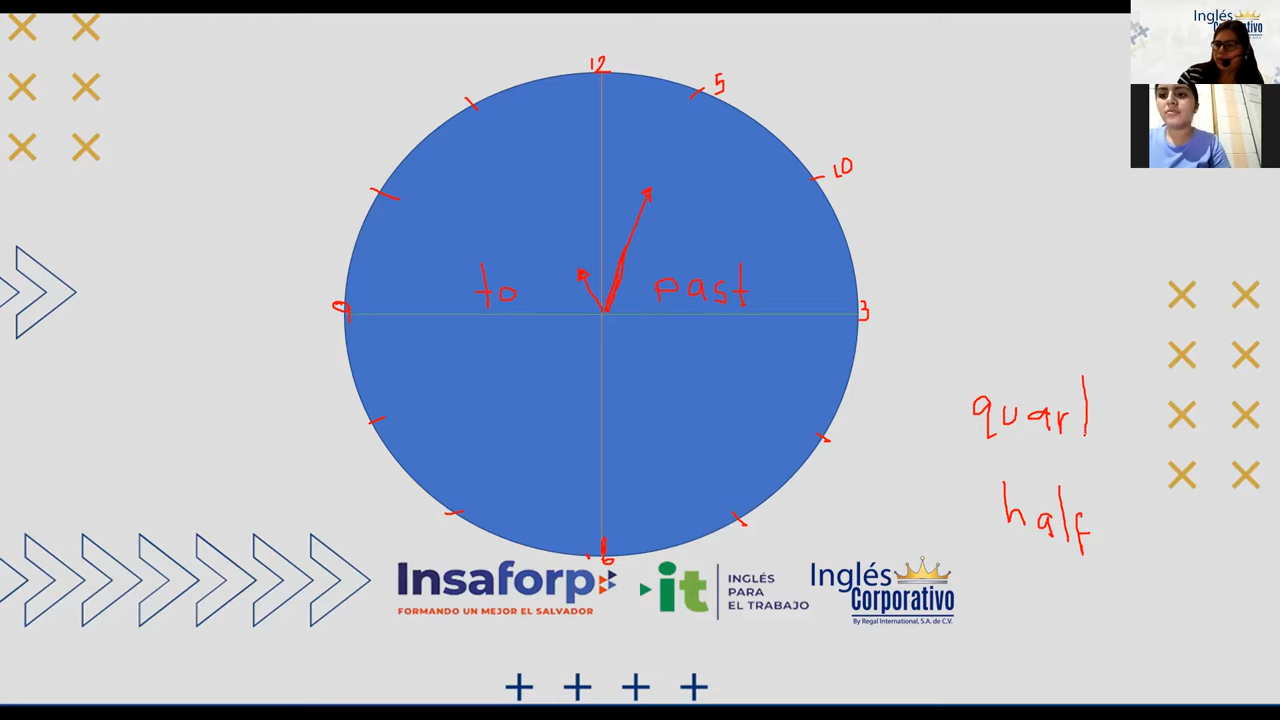 Inglés
Corporativo
12
5
10
to
past
9
3
quart
half
6
Insaforp
FORMANDO UN MEJOR EL SALVADOR
it
INGLÉS
PARA
EL TRABAJO
Inglés
Corporativo
By Regal International, S.A. de C.V.